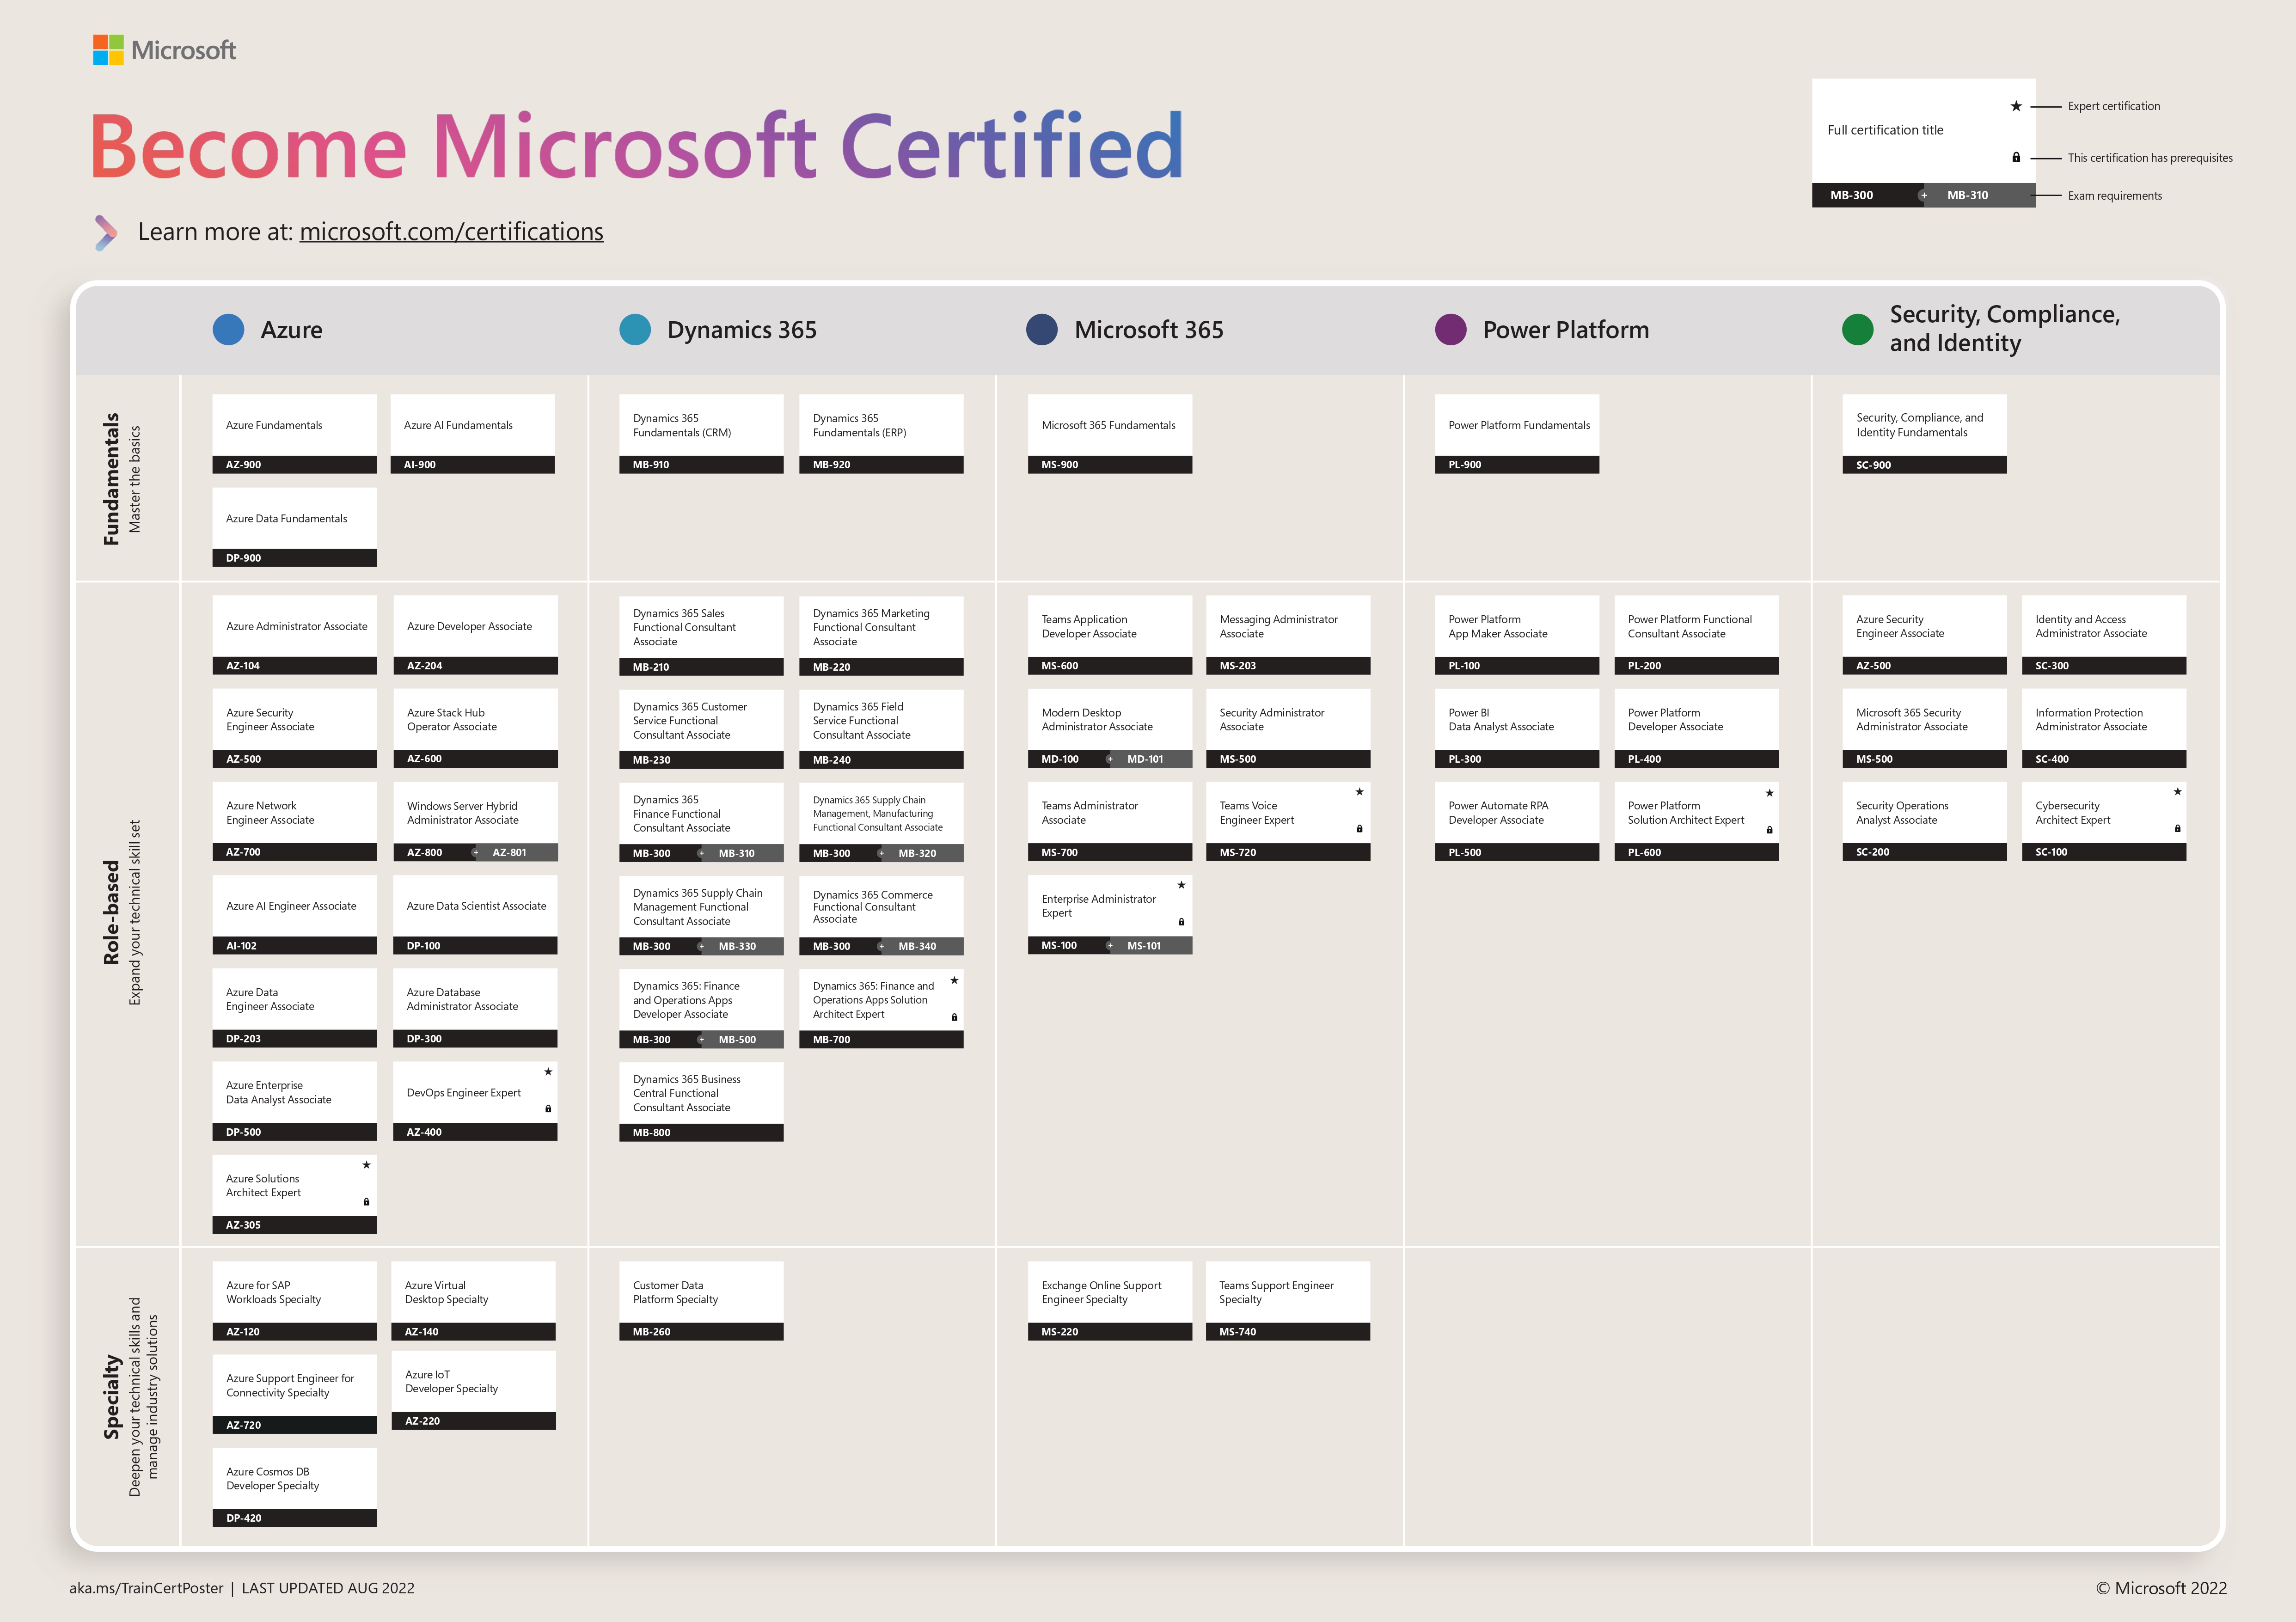 Microsoft
Become Microsoft Certified
Learn more at: microsoft.com/certifications
Full certification title
MB-300 + MB-310
Expert certification
This certification has prerequisites
Exam requirements
Azure
Dynamics 365
Microsoft 365
Power Platform
Security, Compliance,
and Identity
Fundamentals
Master the basics
Azure Fundamentals
AZ-900
Azure AI Fundamentals
AI-900
Azure Data Fundamentals
DP-900
Dynamics 365
Fundamentals (CRM)
MB-910
Dynamics 365
Fundamentals (ERP)
MB-920
Microsoft 365 Fundamentals
MS-900
Power Platform Fundamentals
PL-900
Security, Compliance, and
Identity Fundamentals
SC-900
Role-based
Expand your technical skill set
Azure Administrator Associate
AZ-104
Azure Developer Associate
AZ-204
Azure Security
Engineer Associate
AZ-500
Azure Stack Hub
Operator Associate
AZ-600
Azure Network
Engineer Associate
AZ-700
Windows Server Hybrid
Administrator Associate
AZ-800 + AZ-801
Azure AI Engineer Associate
AI-102
Azure Data Scientist Associate
DP-100
Azure Data
Engineer Associate
DP-203
Azure Database
Administrator Associate
DP-300
Azure Enterprise
Data Analyst Associate
DP-500
DevOps Engineer Expert
AZ-400
Azure Solutions
Architect Expert
AZ-305
Dynamics 365 Sales
Functional Consultant
Associate
MB-210
Dynamics 365 Marketing
Functional Consultant
Associate
MB-220
Dynamics 365 Customer
Service Functional
Consultant Associate
MB-230
Dynamics 365 Field
Service Functional
Consultant Associate
MB-240
Dynamics 365
Finance Functional
Consultant Associate
MB-300 + MB-310
Dynamics 365 Supply Chain
Management, Manufacturing
Functional Consultant Associate
MB-300 + MB-320
Dynamics 365 Supply Chain
Management Functional
Consultant Associate
MB-300 + MB-330
Dynamics 365 Commerce
Functional Consultant
Associate
MB-300 + MB-340
Dynamics 365: Finance
and Operations Apps
Developer Associate
MB-300 + MB-500
Dynamics 365: Finance and
Operations Apps Solution
Architect Expert
MB-700
Dynamics 365 Business
Central Functional
Consultant Associate
MB-800
Teams Application
Developer Associate
MS-600
Messaging Administrator
Associate
MS-203
Modern Desktop
Administrator Associate
MD-100 + MD-101
Security Administrator
Associate
MS-500
Teams Administrator
Associate
MS-700
Teams Voice
Engineer Expert
MS-720
Enterprise Administrator
Expert
MS-100 + MS-101
Power Platform
App Maker Associate
PL-100
Power Platform Functional
Consultant Associate
PL-200
Power BI
Data Analyst Associate
PL-300
Power Platform
Developer Associate
PL-400
Power Automate RPA
Developer Associate
PL-500
Power Platform
Solution Architect Expert
PL-600
Azure Security
Engineer Associate
AZ-500
Identity and Access
Administrator Associate
SC-300
Microsoft 365 Security
Administrator Associate
MS-500
Information Protection
Administrator Associate
SC-400
Security Operations
Analyst Associate
SC-200
Cybersecurity
Architect Expert
SC-100
Specialty
Deepen your technical skills and
manage industry solutions
Azure for SAP
Workloads Specialty
AZ-120
Azure Virtual
Desktop Specialty
AZ-140
Azure Support Engineer for
Connectivity Specialty
AZ-720
Azure IoT
Developer Specialty
AZ-220
Azure Cosmos DB
Developer Specialty
DP-420
Customer Data
Platform Specialty
MB-260
Exchange Online Support
Engineer Specialty
MS-220
Teams Support Engineer
Specialty
MS-740
aka.ms/TrainCertPoster | LAST UPDATED AUG 2022
© Microsoft 2022